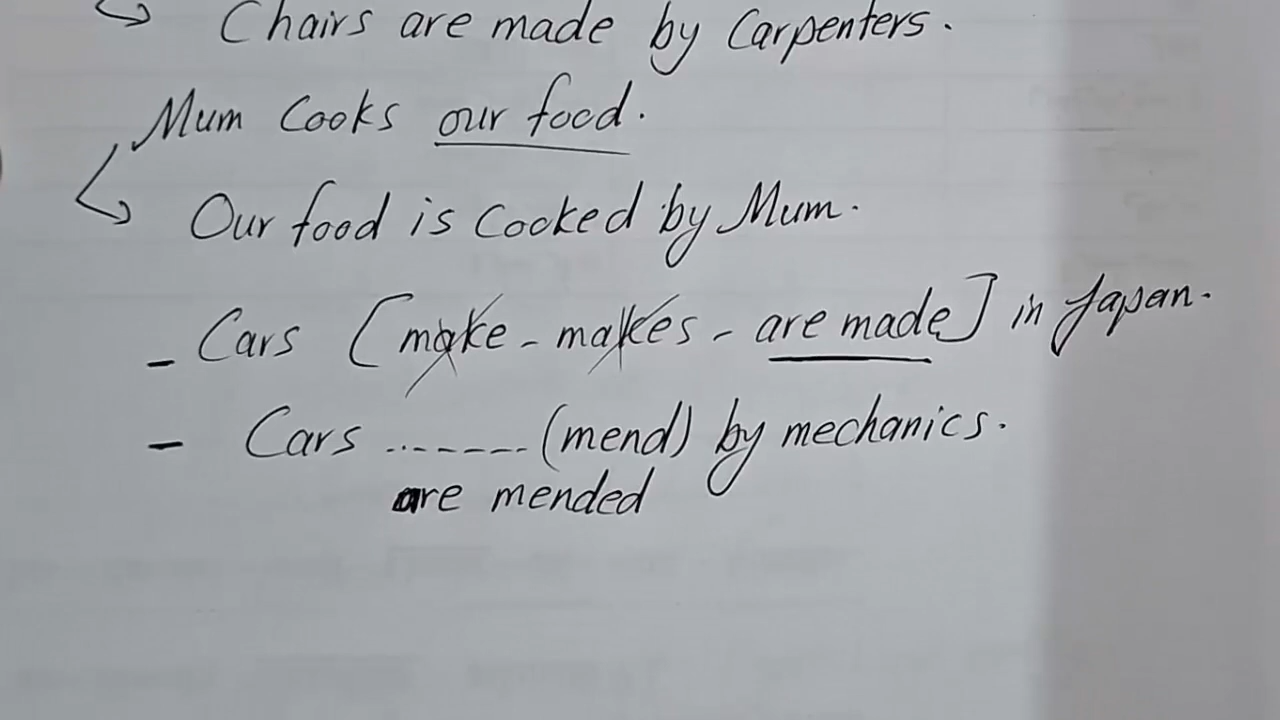 Chairs are made by Carpenters.
Mum Cooks our food.
Our food is Cooked by Mum.
- Cars [make - makes - are made] in Japan.
- Cars ....---- (mend) by mechanics.
are mended